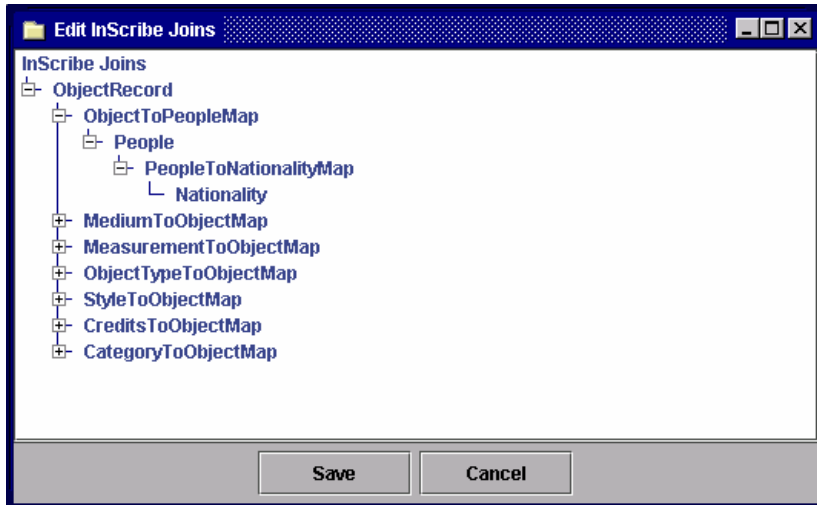 Edit InScribe Joins
InScribe Joins
ObjectRecord
ObjectToPeopleMap
People
PeopleToNationalityMap
Nationality
MediumToObjectMap
MeasurementToObjectMap
ObjectTypeToObjectMap
StyleToObjectMap
CreditsToObjectMap
CategoryToObjectMap
Save Cancel